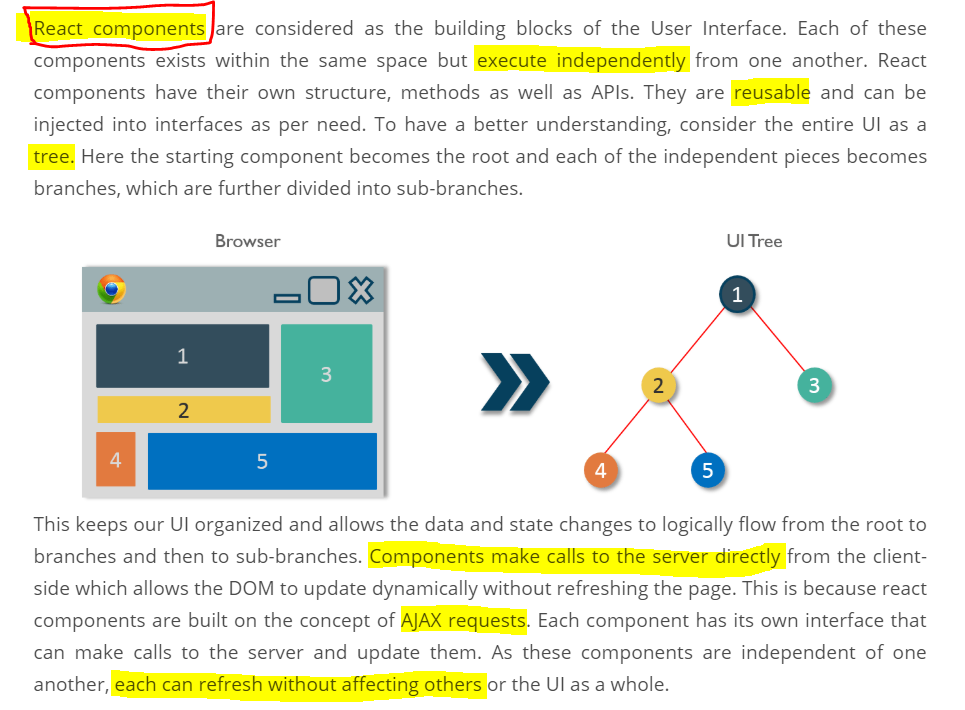 React components are considered as the building blocks of the User Interface. Each of these
components exists within the same space but execute independently from one another. React
components have their own structure, methods as well as APIs. They are reusable and can be
injected into interfaces as per need. To have a better understanding, consider the entire UI as a
tree. Here the starting component becomes the root and each of the independent pieces becomes
branches, which are further divided into sub-branches.
Browser
1
3
2
4
5
UI Tree
1
2
3
4
5
This keeps our UI organized and allows the data and state changes to logically flow from the root to
branches and then to sub-branches. Components make calls to the server directly from the client-
side which allows the DOM to update dynamically without refreshing the page. This is because react
components are built on the concept of AJAX requests. Each component has its own interface that
can make calls to the server and update them. As these components are independent of one
another, each can refresh without affecting others or the UI as a whole.